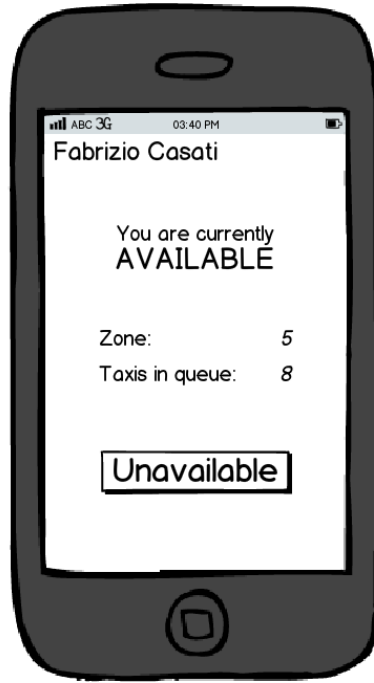 ABC 3G 03:40 PM
Fabrizio Casati
You are currently
AVAILABLE
Zone: 5
Taxis in queue: 8
Unavailable